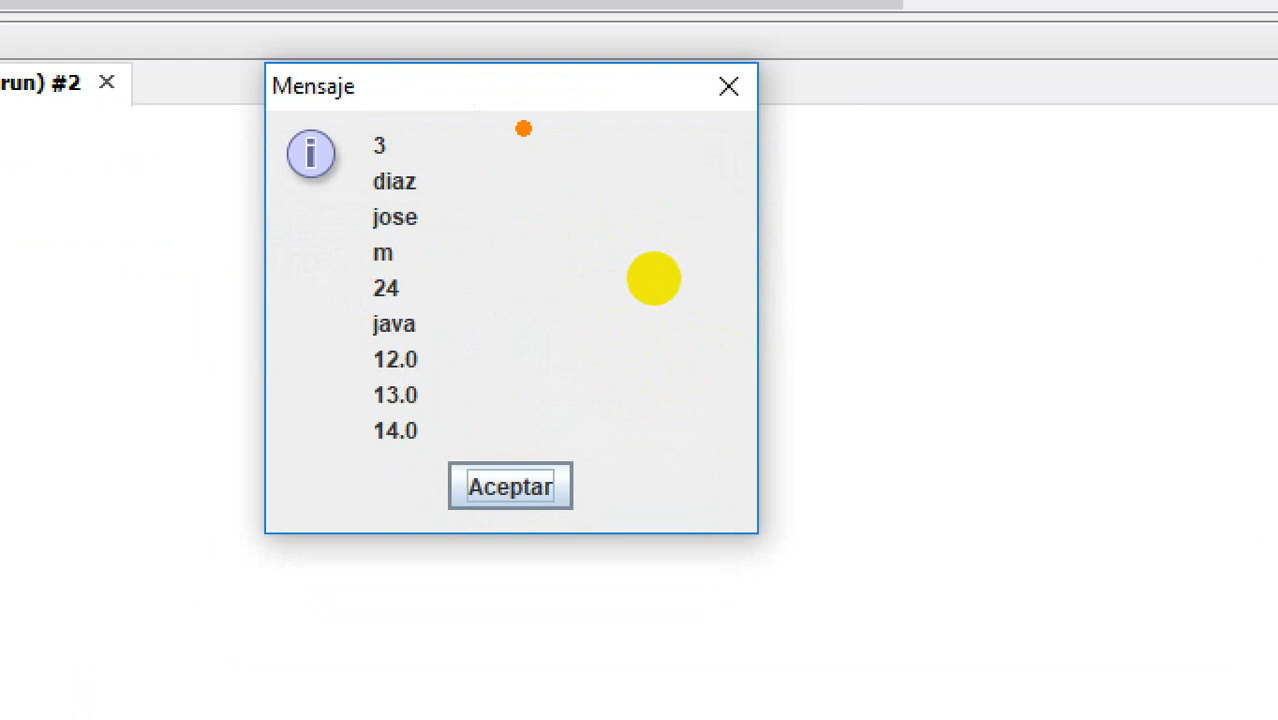 run) #2
Mensaje
3
diaz
jose
m
24
java
12.0
13.0
14.0
Aceptar